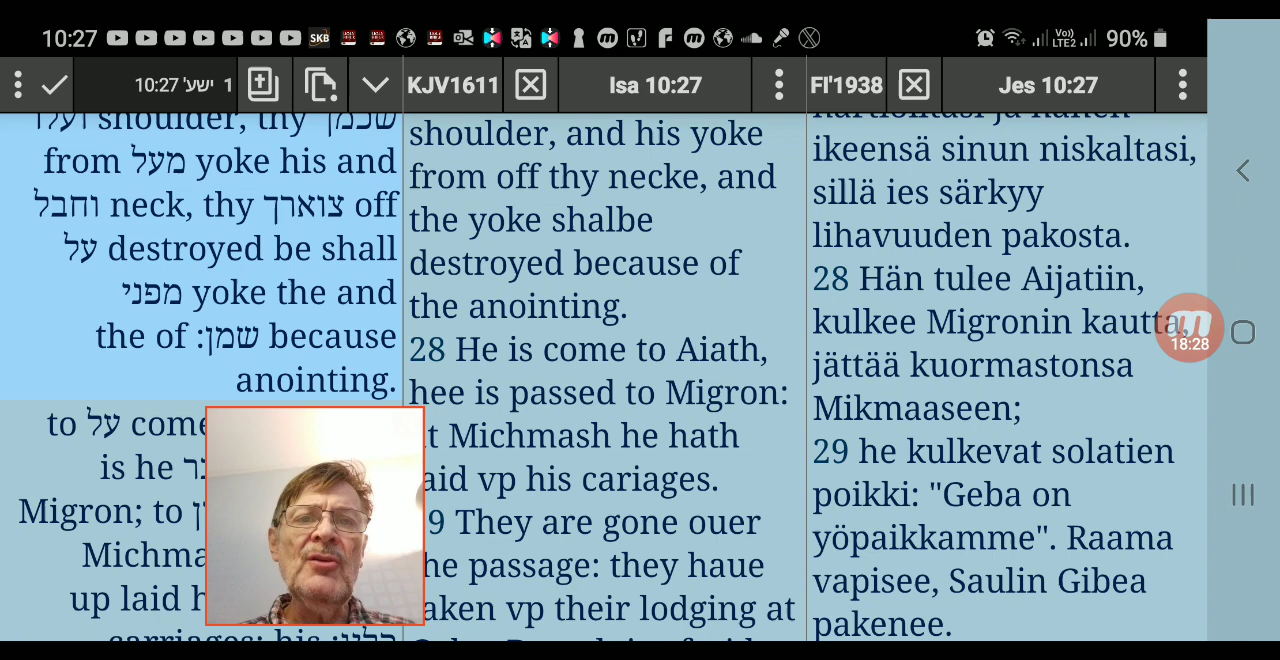 10:27
SKB
Vo))
LTE2
90%
10:27 ישע' 1
KJV1611
Isa 10:27
FI'1938
Jes 10:27
shoulder, thy שכמך ועלו
from מעל yoke his and
וחבל neck, thy צוארך off
על destroyed be shall
מפני yoke the and
the of שמן: because
anointing.
to על come
is he
Migron; to
up laid
shoulder, and his yoke
from off thy necke, and
the yoke shalbe
destroyed because of
the anointing.
28 He is come to Aiath,
hee is passed to Migron:
Michmash he hath
vp his cariages.
They are gone ouer
passage: they haue
vp their lodging at
ikeensä sinun niskaltasi,
sillä ies särkyy
lihavuuden pakosta.
28 Hän tulee Aijatiin,
kulkee Migronin kautta,
jättää kuormastonsa
Mikmaaseen;
29 he kulkevat solatien
poikki: "Geba on
yöpaikkamme". Raama
vapisee, Saulin Gibea
pakenee.
18:28